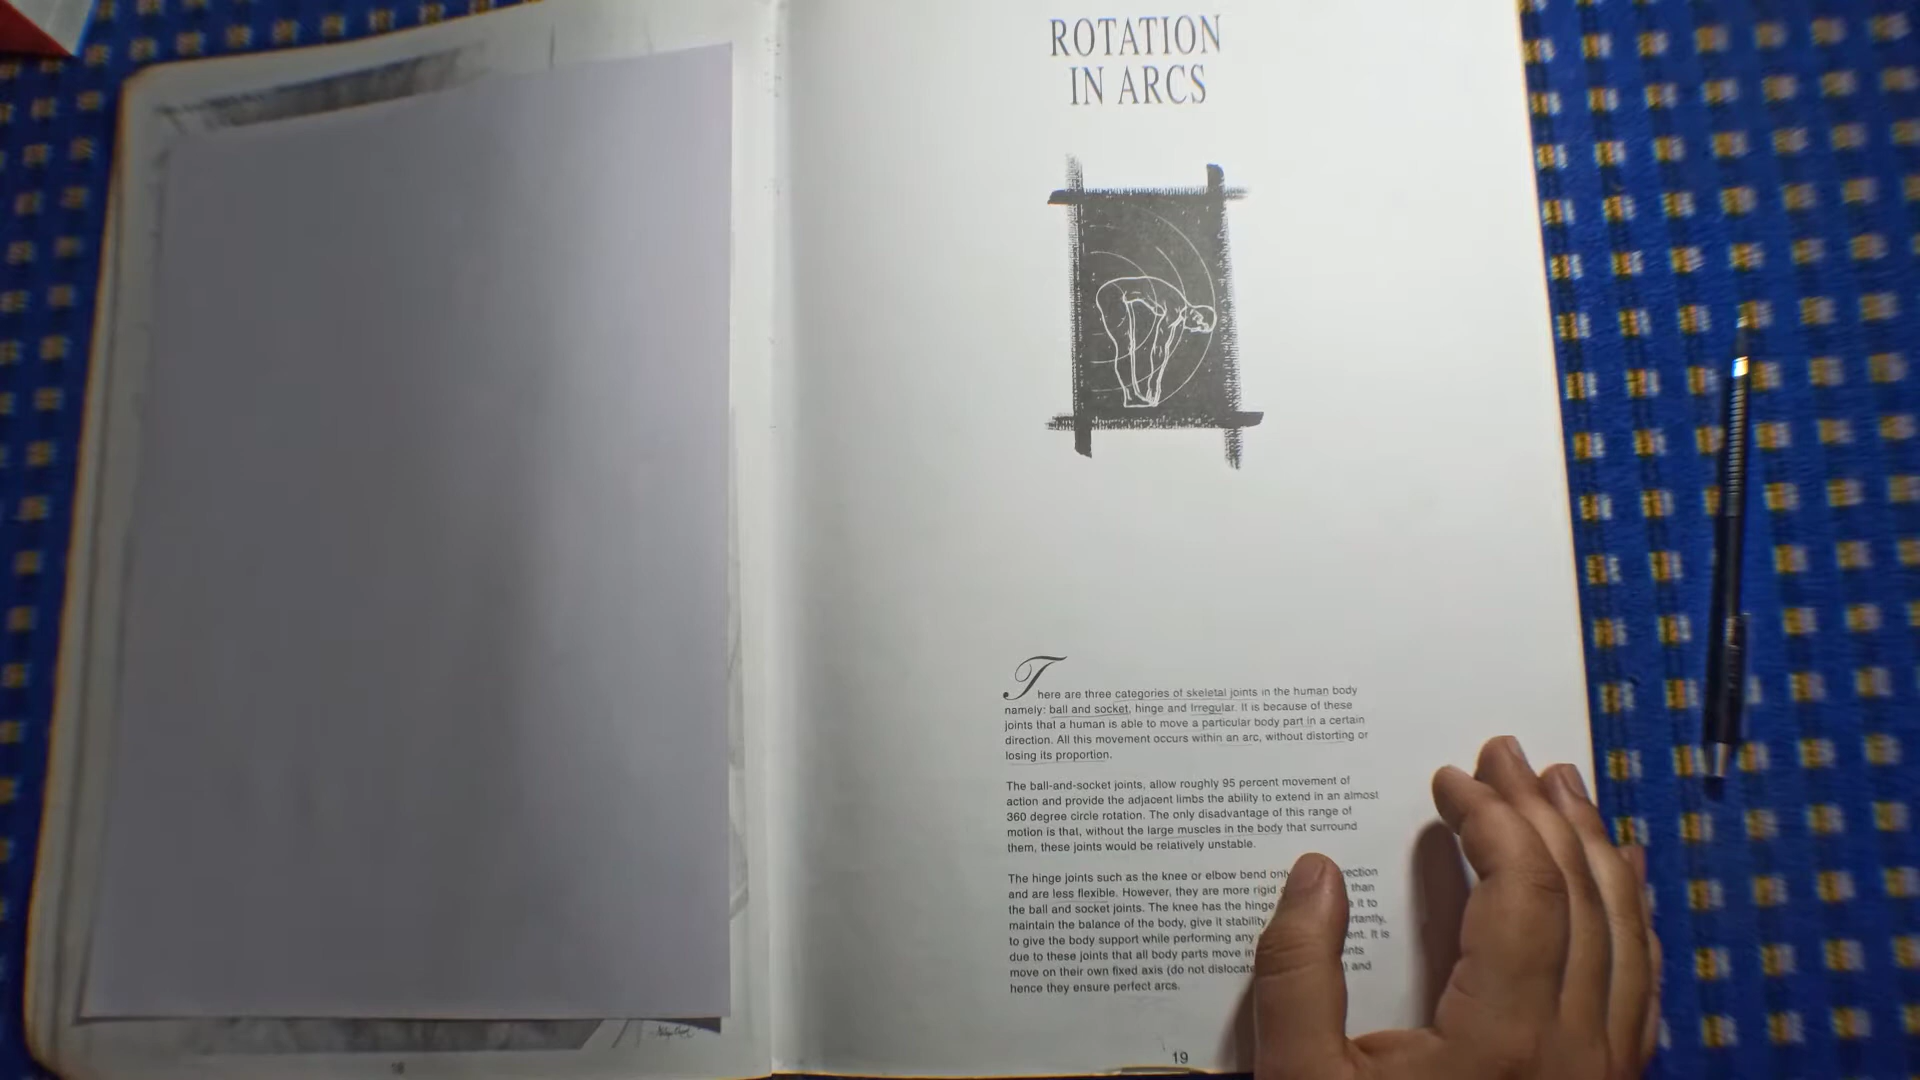 ROTATION
IN ARCS
There are three categories of skeletal joints in the human body
namely: ball and socket, hinge and Irregular. It is because of these
joints that a human is able to move a particular body part in a certain
direction. All this movement occurs within an arc, without distorting or
losing its proportion.
The ball-and-socket joints, allow roughly 95 percent movement of
action and provide the adjacent limbs the ability to extend in an almost
360 degree circle rotation. The only disadvantage of this range of
motion is that, without the large muscles in the body that surround
them, these joints would be relatively unstable.
The hinge joints such as the knee or elbow bend
and are less flexible. However, they are more rigid than
the ball and socket joints. The knee has the hinge it to
maintain the balance of the body, give it stability
to give the body support while performing any It is
due to these joints that all body parts move in
move on their own fixed axis (do not dislocate and
hence they ensure perfect arcs.
18
19